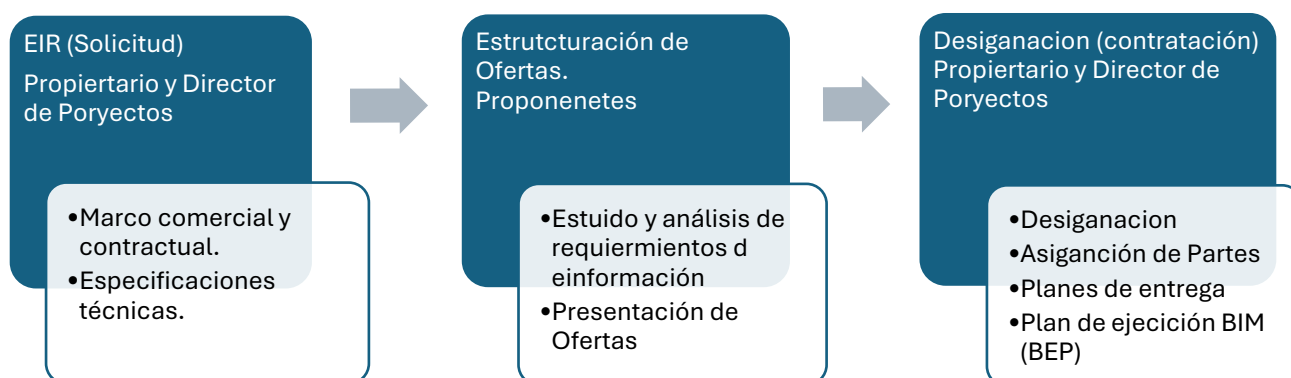 EIR (Solicitud)
Propiertario y Director
de Poryectos
•Marco comercial y
contractual.
•Especificaciones
técnicas.
Estrutcturación de
Ofertas.
Proponenetes
•Estuido y análisis de
requiermientos d
einformación
•Presentación de
Ofertas
Desiganacion (contratación)
Propiertario y Director de
Poryectos
•Desiganacion
•Asigancíón de Partes
•Planes de entrega
•Plan de ejecición BIM
(BEP)